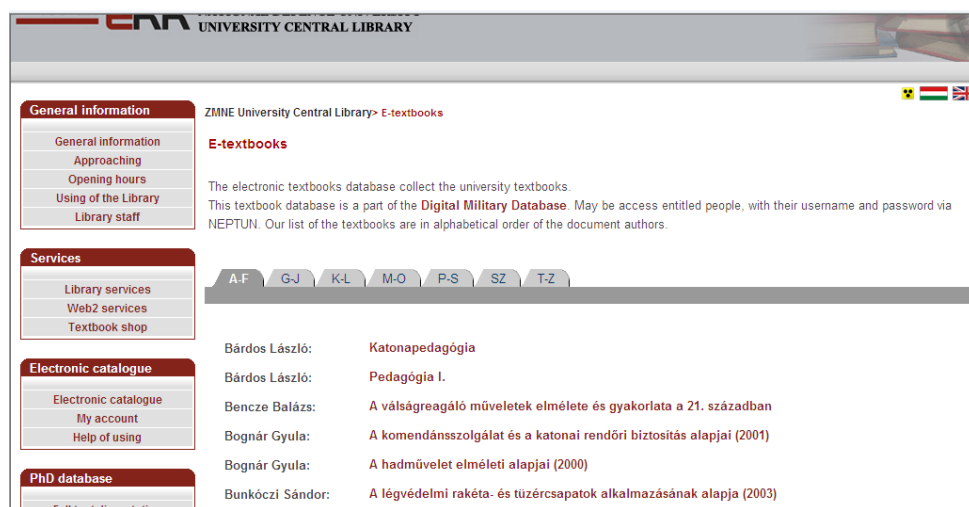 UNIVERSITY CENTRAL LIBRARY
General information
General information
Approaching
Opening hours
Using of the Library
Library staff
Services
Library services
Web2 services
Textbook shop
Electronic catalogue
Electronic catalogue
My account
Help of using
PhD database
ZMNE University Central Library> E-textbooks
E-textbooks
The electronic textbooks database collect the university textbooks.
This textbook database is a part of the Digital Military Database. May be access entitled people, with their username and password via
NEPTUN. Our list of the textbooks are in alphabetical order of the document authors.
A-F G-J K-L M-O P-S SZ T-Z
Bárdos László: Katonapedagógia
Bárdos László: Pedagógia I.
Bencze Balázs: A válságreagáló műveletek elmélete és gyakorlata a 21. században
Bognár Gyula: A komendánsszolgálat és a katonai rendőri biztosítás alapjai (2001)
Bognár Gyula: A hadművelet elméleti alapjai (2000)
Bunkóczi Sándor: A légvédelmi rakéta- és tüzércsapatok alkalmazásának alapja (2003)